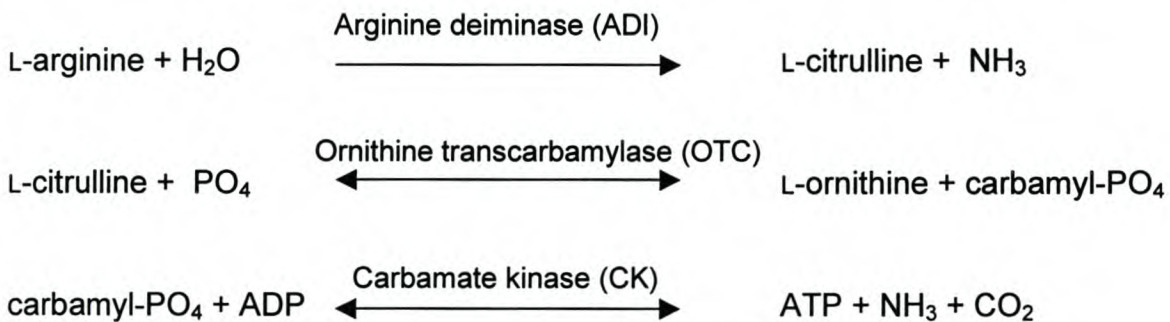 Arginine deiminase (ADI)
L-arginine + H₂O L-citrulline + NH₃
Ornithine transcarbamylase (OTC)
L-citrulline + PO₄ L-ornithine + carbamyl-PO₄
Carbamate kinase (CK)
carbamyl-PO₄ + ADP ATP + NH₃ + CO₂